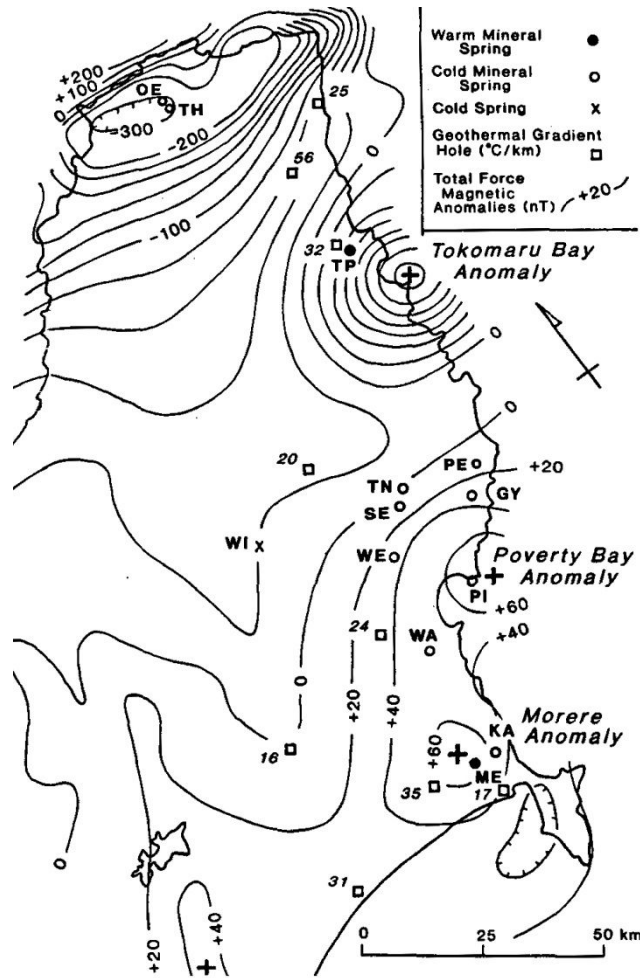 Warm Mineral
Spring
Cold Mineral
Spring
Cold Spring
Geothermal Gradient
Hole (°C/km)
Total Force
Magnetic
Anomalies (nT)
+20
+200
+100
0
E
TH
-300
-200
25
56
0
-100
32
TP
Tokomaru Bay
Anomaly
0
0
0
20
PE
+20
TN
GY
SE
WI
WE
Poverty Bay
Anomaly
PI
+60
24
WA
+40
0
+20
+40
Morere
Anomaly
KA
+60
16
ME
35
17
0
31
+20
+40
0
25
50 km